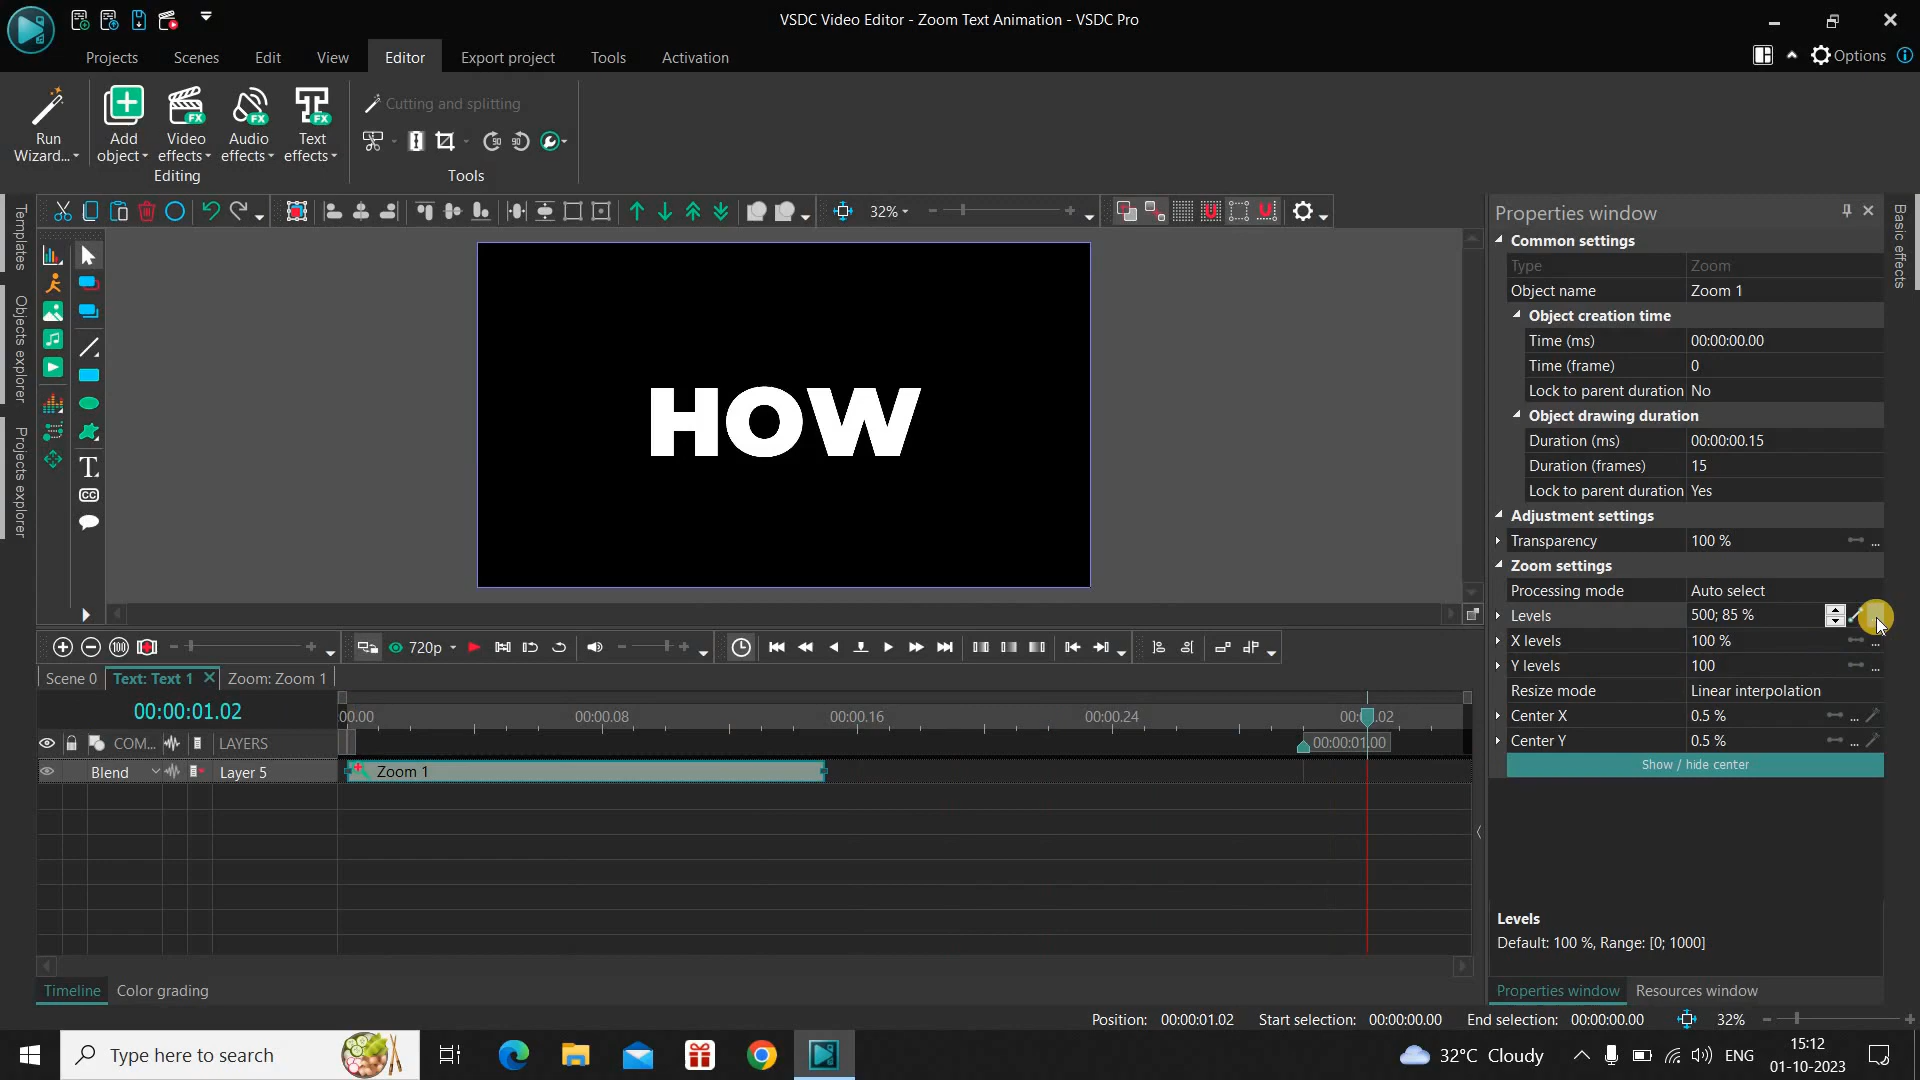 VSDC Video Editor - Zoom Text Animation - VSDC Pro
Projects Scenes Edit View Editor Export project Tools Activation
Options
Run Wizard...
Add object
Video effects
Audio effects
Text effects
Editing
Cutting and splitting
Tools
Templates
Objects explorer
Projects explorer
32%
HOW
720p
Scene 0 Text: Text 1 Zoom: Zoom 1
00:00:01.02
00.00 00:00.08 00:00.16 00:00.24
00:00:01.00
COM... LAYERS
Blend Layer 5 Zoom 1
Timeline Color grading
Properties window
Basic effects
Common settings
Type Zoom
Object name Zoom 1
Object creation time
Time (ms) 00:00:00.00
Time (frame) 0
Lock to parent duration No
Object drawing duration
Duration (ms) 00:00:00.15
Duration (frames) 15
Lock to parent duration Yes
Adjustment settings
Transparency 100 % ...
Zoom settings
Processing mode Auto select
Levels 500; 85 %
X levels 100 % ...
Y levels 100 ...
Resize mode Linear interpolation
Center X 0.5 % ...
Center Y 0.5 % ...
Show / hide center
Levels
Default: 100 %, Range: [0; 1000]
Properties window Resources window
Position: 00:00:01.02 Start selection: 00:00:00.00 End selection: 00:00:00.00 32%
Type here to search
32°C Cloudy
ENG
15:12
01-10-2023